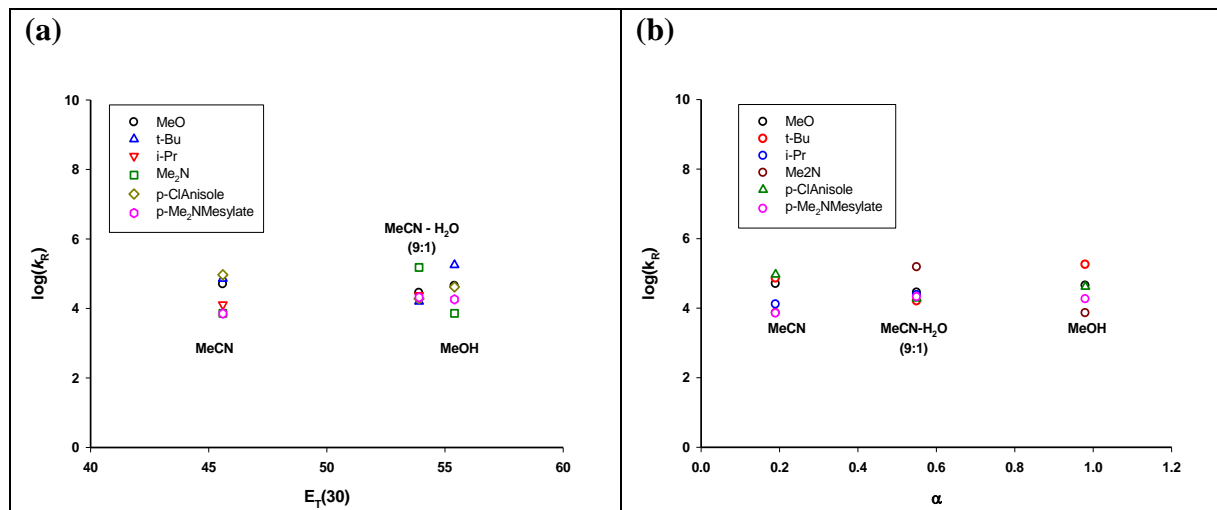 (a)
10
8
6
4
2
0
log(k_R)
MeO
t-Bu
i-Pr
Me₂N
p-ClAnisole
p-Me₂NMesylate
MeCN - H₂O
(9:1)
MeCN
MeOH
40
45
50
55
60
E_T(30)
(b)
10
8
6
4
2
0
log(k_R)
MeO
t-Bu
i-Pr
Me2N
p-ClAnisole
p-Me₂NMesylate
MeCN
MeCN-H₂O
(9:1)
MeOH
0.0
0.2
0.4
0.6
0.8
1.0
1.2
α